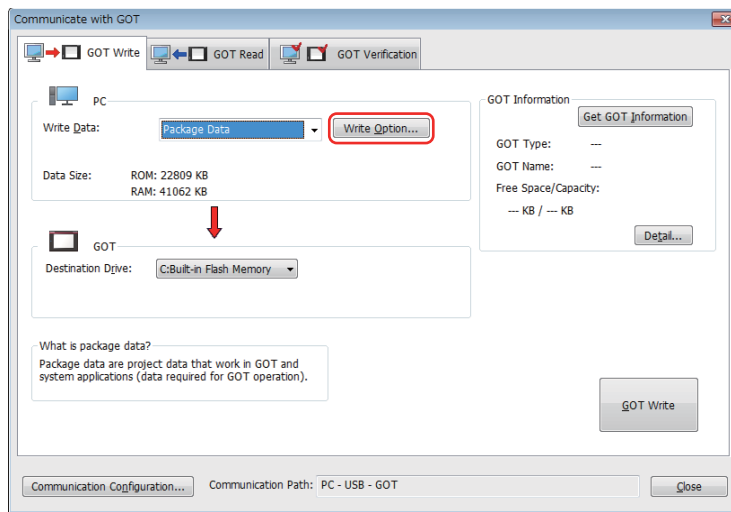 Communicate with GOT
GOT Write
GOT Read
GOT Verification
PC
Write Data:
Package Data
Write Option...
Data Size:
ROM: 22809 KB
RAM: 41062 KB
GOT
Destination Drive:
C:Built-in Flash Memory
What is package data?
Package data are project data that work in GOT and
system applications (data required for GOT operation).
GOT Information
Get GOT Information
GOT Type: ---
GOT Name: ---
Free Space/Capacity:
--- KB / --- KB
Detail...
GOT Write
Communication Configuration...
Communication Path: PC - USB - GOT
Close